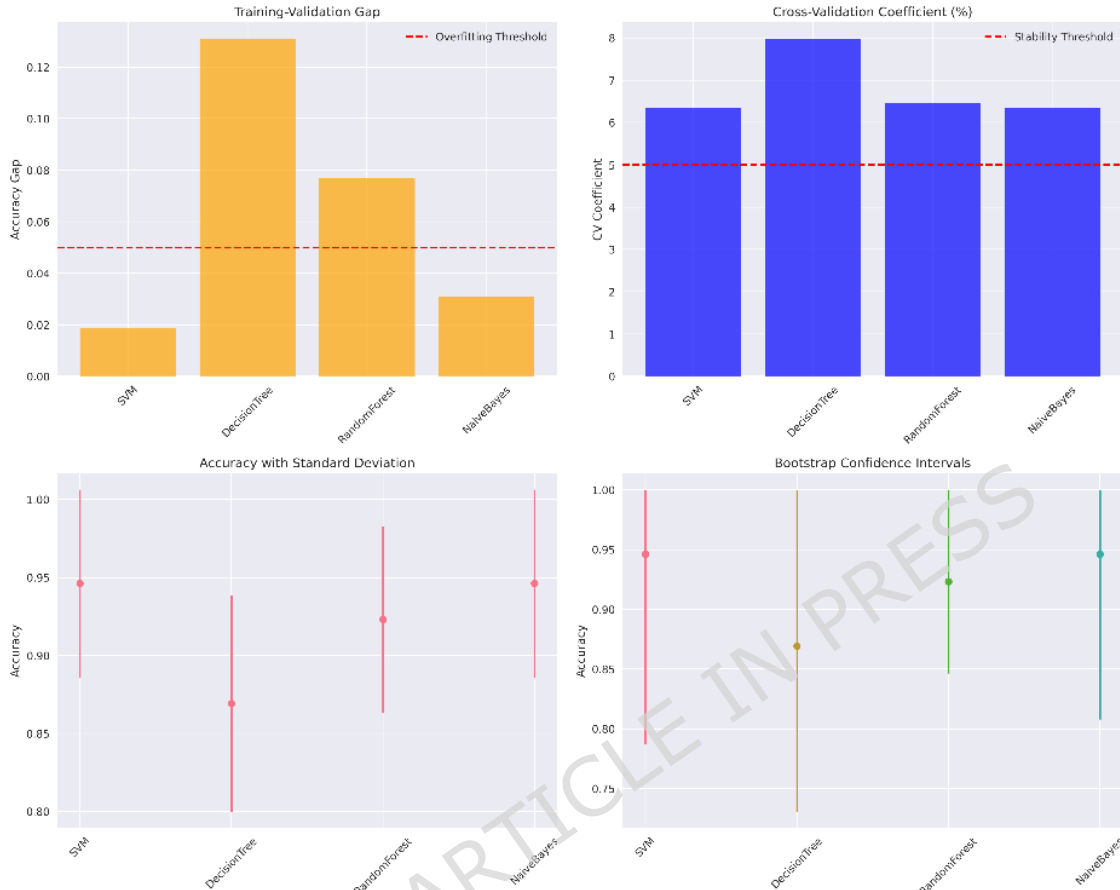 Training-Validation Gap
Overfitting Threshold
0.12
0.10
0.08
0.06
0.04
0.02
0.00
Accuracy Gap
SVM
DecisionTree
RandomForest
NaiveBayes
Cross-Validation Coefficient (%)
Stability Threshold
8
7
6
5
4
3
2
1
0
CV Coefficient
SVM
DecisionTree
RandomForest
NaiveBayes
Accuracy with Standard Deviation
1.00
0.95
0.90
0.85
0.80
Accuracy
SVM
DecisionTree
RandomForest
NaiveBayes
Bootstrap Confidence Intervals
1.00
0.95
0.90
0.85
0.80
0.75
Accuracy
SVM
DecisionTree
RandomForest
NaiveBayes
ARTICLE IN PRESS